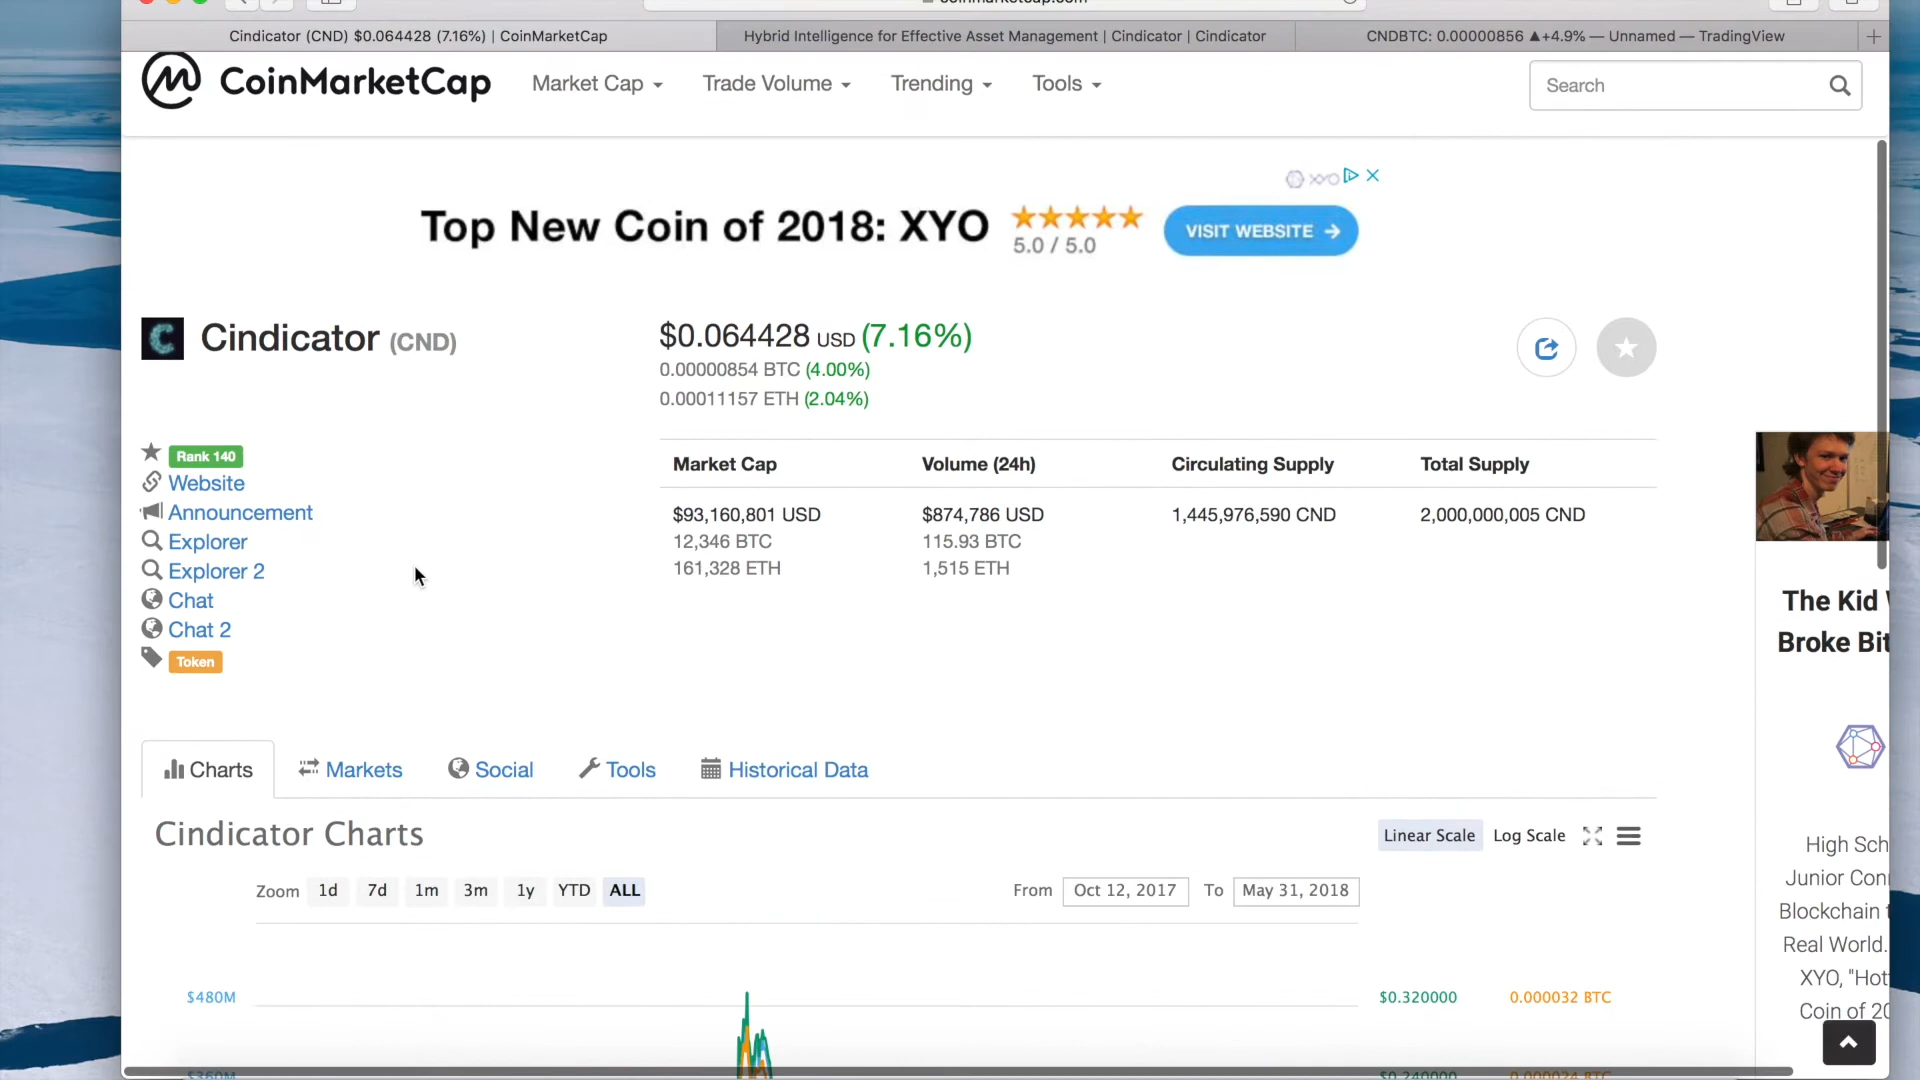 Cindicator (CND) $0.064428 (7.16%) | CoinMarketCap
Hybrid Intelligence for Effective Asset Management | Cindicator | Cindicator
CNDBTC: 0.00000856 ▲+4.9% — Unnamed — TradingView
CoinMarketCap
Market Cap
Trade Volume
Trending
Tools
Search
XYO
Top New Coin of 2018: XYO
5.0 / 5.0
VISIT WEBSITE →
Cindicator (CND)
$0.064428 USD (7.16%)
0.00000854 BTC (4.00%)
0.00011157 ETH (2.04%)
Rank 140
Website
Announcement
Explorer
Explorer 2
Chat
Chat 2
Token
Market Cap
Volume (24h)
Circulating Supply
Total Supply
$93,160,801 USD
$874,786 USD
1,445,976,590 CND
2,000,000,005 CND
12,346 BTC
115.93 BTC
161,328 ETH
1,515 ETH
The Kid
Broke Bit
Charts
Markets
Social
Tools
Historical Data
Cindicator Charts
Linear Scale
Log Scale
Zoom
1d
7d
1m
3m
1y
YTD
ALL
From
Oct 12, 2017
To
May 31, 2018
High Sch
Junior Con
Blockchain
Real World.
XYO, "Hot
Coin of 20
$480M
$0.320000
0.000032 BTC
$360M
$0.240000
0.000024 BTC